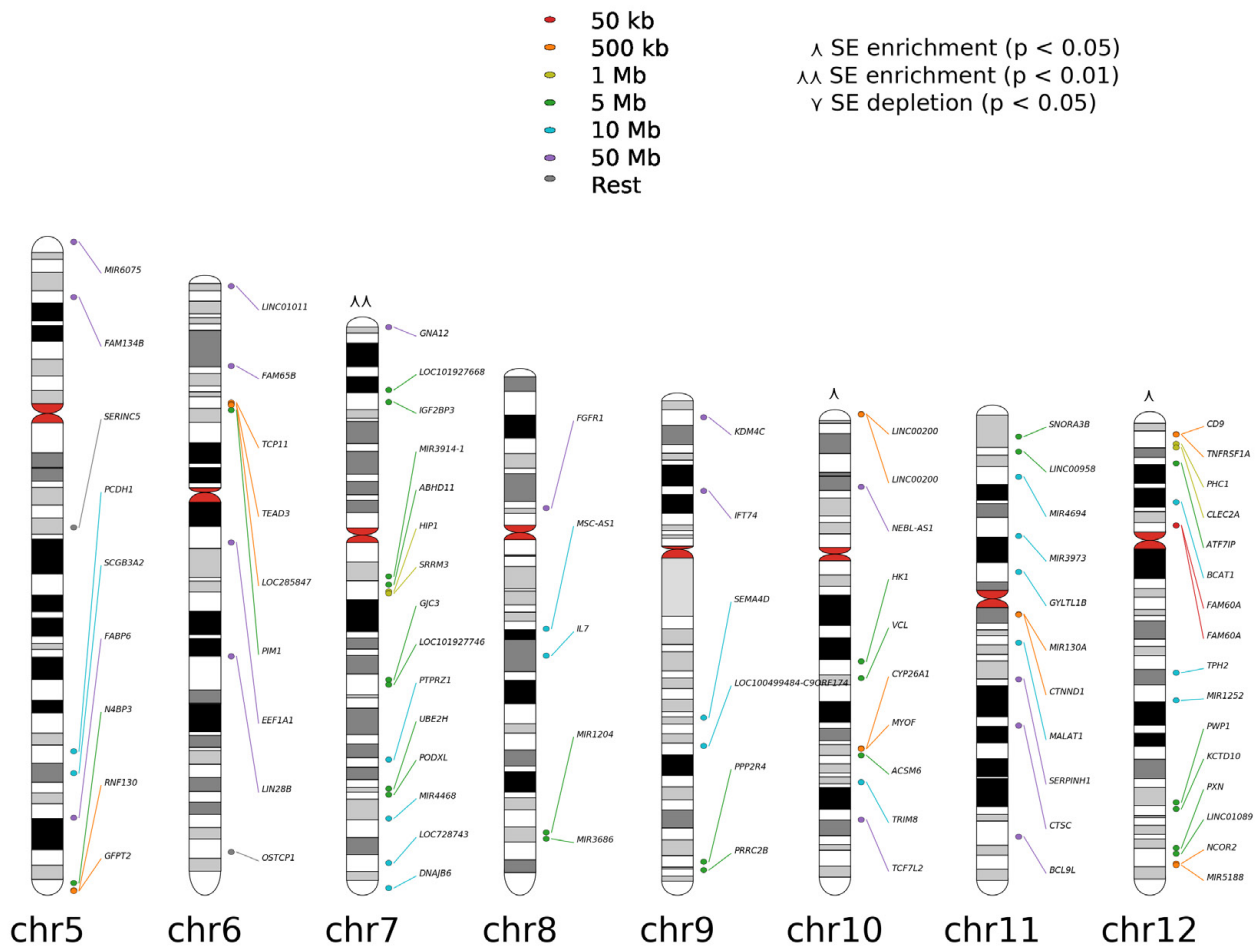 50 kb
500 kb
1 Mb
5 Mb
10 Mb
50 Mb
Rest
SE enrichment (p < 0.05)
SE enrichment (p < 0.01)
SE depletion (p < 0.05)
MIR6075
FAM134B
SERINC5
PCDH1
SCGB3A2
FABP6
N4BP3
RNF130
GFPT2
LINC01011
FAM65B
TCP11
TEAD3
LOC285847
PIM1
EEF1A1
LIN28B
OSTCP1
GNA12
LOC101927668
IGF2BP3
MIR3914-1
ABHD11
HIP1
SRRM3
GJC3
LOC101927746
PTPRZ1
UBE2H
PODXL
MIR4468
LOC728743
DNAJB6
FGFR1
MSC-AS1
IL7
MIR1204
MIR3686
KDM4C
IFT74
SEMA4D
LOC100499484-C9ORF174
PPP2R4
PRRC2B
LINC00200
LINC00200
NEBL-AS1
HK1
VCL
CYP26A1
MYOF
ACSM6
TRIM8
TCF7L2
SNORA3B
LINC00958
MIR4694
MIR3973
GYLTL1B
MIR130A
CTNND1
MALAT1
SERPINH1
CTSC
BCL9L
CD9
TNFRSF1A
PHC1
CLEC2A
ATF7IP
BCAT1
FAM60A
FAM60A
TPH2
MIR1252
PWP1
KCTD10
PXN
LINC01089
NCOR2
MIR5188
chr5
chr6
chr7
chr8
chr9
chr10
chr11
chr12